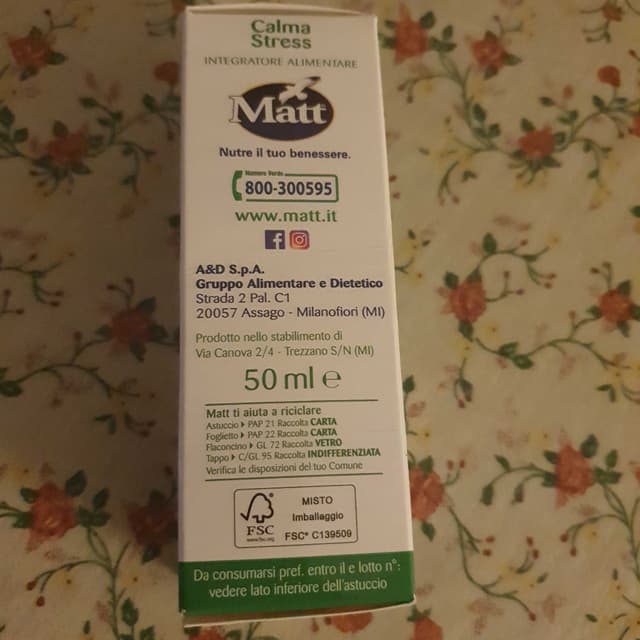 Calma
Stress
INTEGRATORE ALIMENTARE
Matt
Nutre il tuo benessere.
Numero Verde
800-300595
www.matt.it
A&D S.p.A.
Gruppo Alimentare e Dietetico
Strada 2 Pal. C1
20057 Assago - Milanofiori (MI)
Prodotto nello stabilimento di
Via Canova 2/4 - Trezzano S/N (MI)
50 ml ℮
Matt ti aiuta a riciclare
Astuccio PAP 21 Raccolta CARTA
Foglietto PAP 22 Raccolta CARTA
Flaconcino GL 72 Raccolta VETRO
Tappo C/GL 95 Raccolta INDIFFERENZIATA
Verifica le disposizioni del tuo Comune
FSC
www.fsc.org
MISTO
Imballaggio
FSC® C139509
Da consumarsi pref. entro il e lotto n°:
vedere lato inferiore dell'astuccio